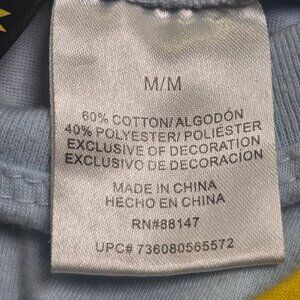 M/M
60% COTTON/ ALGODÓN
40% POLYESTER/ POLIÉSTER
EXCLUSIVE OF DECORATION
EXCLUSIVO DE DECORACION
MADE IN CHINA
HECHO EN CHINA
RN#88147
UPC# 736080565572